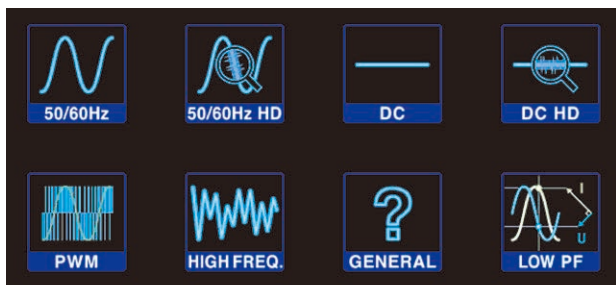 50/60Hz
50/60Hz HD
DC
DC HD
PWM
HIGH FREQ.
?
GENERAL
I
U
LOW PF